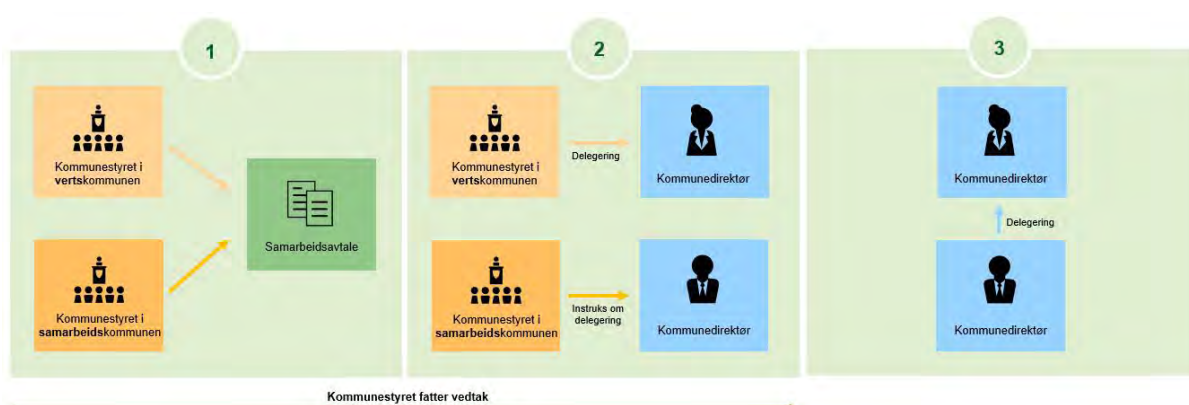 1
Kommunestyret i
vertskommunen
Samarbeidsavtale
Kommunestyret i
samarbeidskommunen
2
Kommunestyret i
vertskommunen
Delegering
Kommunedirektør
Kommunestyret i
samarbeidskommunen
Instruks om
delegering
Kommunedirektør
3
Kommunedirektør
Delegering
Kommunedirektør
Kommunestyret fatter vedtak